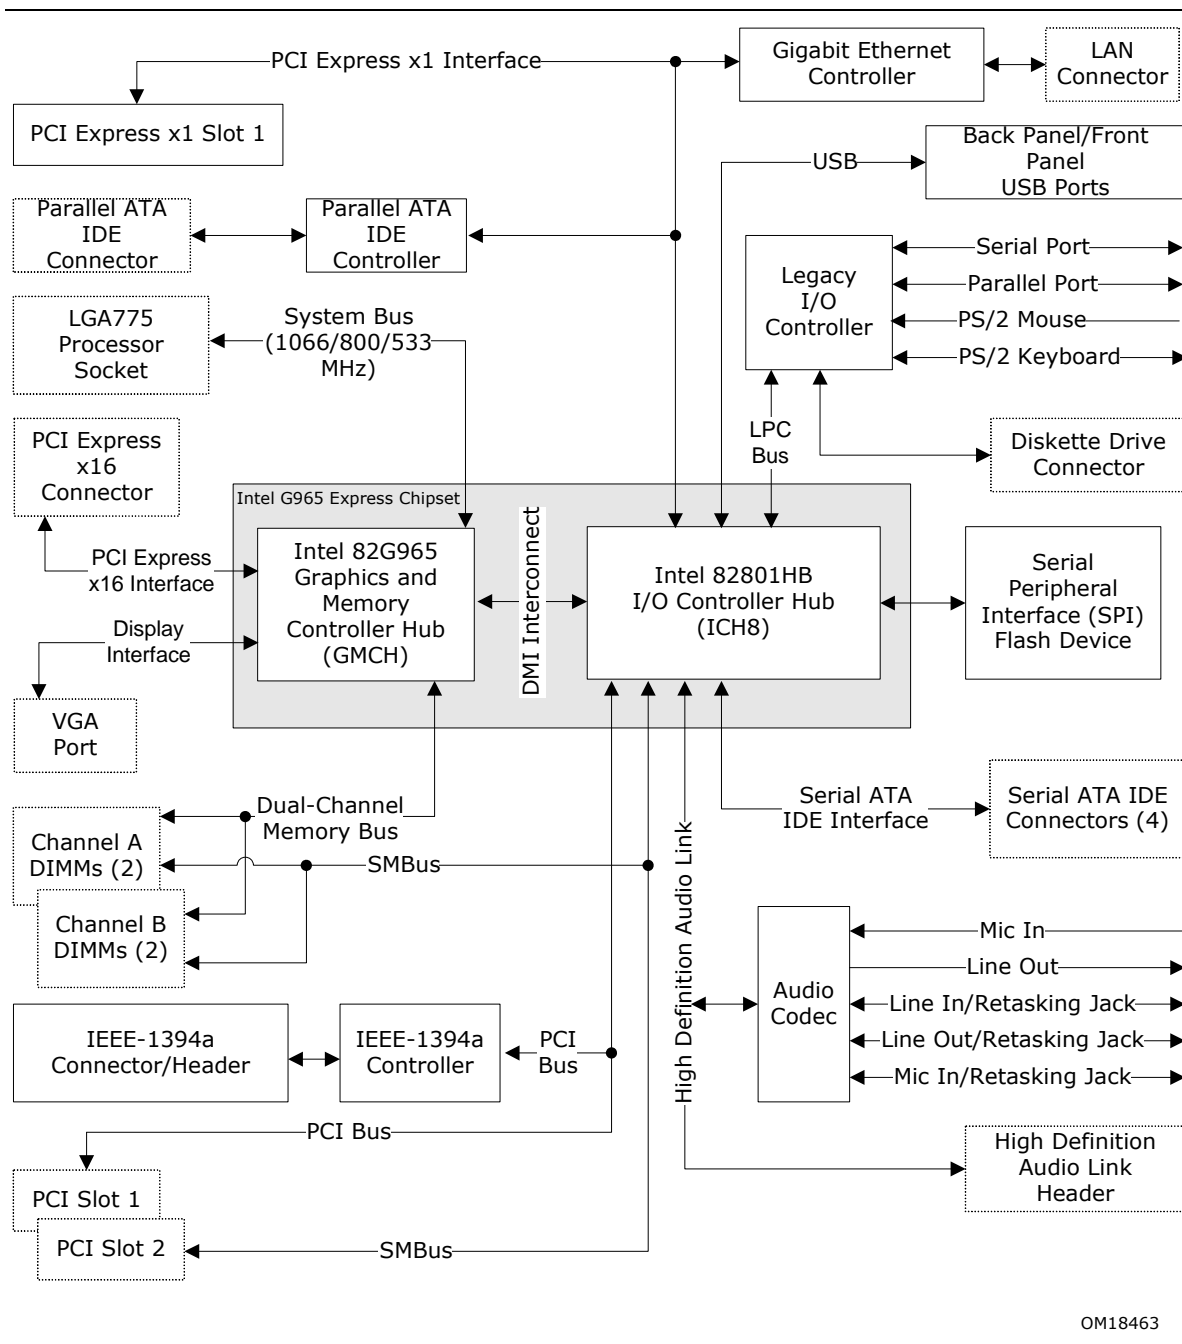 PCI Express x1 Interface
Gigabit Ethernet
Controller
LAN
Connector
PCI Express x1 Slot 1
USB
Back Panel/Front
Panel
USB Ports
Parallel ATA
IDE
Connector
Parallel ATA
IDE
Controller
Legacy
I/O
Controller
Serial Port
Parallel Port
PS/2 Mouse
PS/2 Keyboard
LGA775
Processor
Socket
System Bus
(1066/800/533
MHz)
PCI Express
x16
Connector
LPC
Bus
Diskette Drive
Connector
Intel G965 Express Chipset
PCI Express
x16 Interface
Intel 82G965
Graphics and
Memory
Controller Hub
(GMCH)
DMI Interconnect
Intel 82801HB
I/O Controller Hub
(ICH8)
Serial
Peripheral
Interface (SPI)
Flash Device
Display
Interface
VGA
Port
Dual-Channel
Memory Bus
Serial ATA
IDE Interface
Serial ATA IDE
Connectors (4)
Channel A
DIMMs (2)
SMBus
Channel B
DIMMs (2)
High Definition Audio Link
Audio
Codec
Mic In
Line Out
Line In/Retasking Jack
Line Out/Retasking Jack
Mic In/Retasking Jack
IEEE-1394a
Connector/Header
IEEE-1394a
Controller
PCI
Bus
PCI Bus
High Definition
Audio Link
Header
PCI Slot 1
PCI Slot 2
SMBus
OM18463